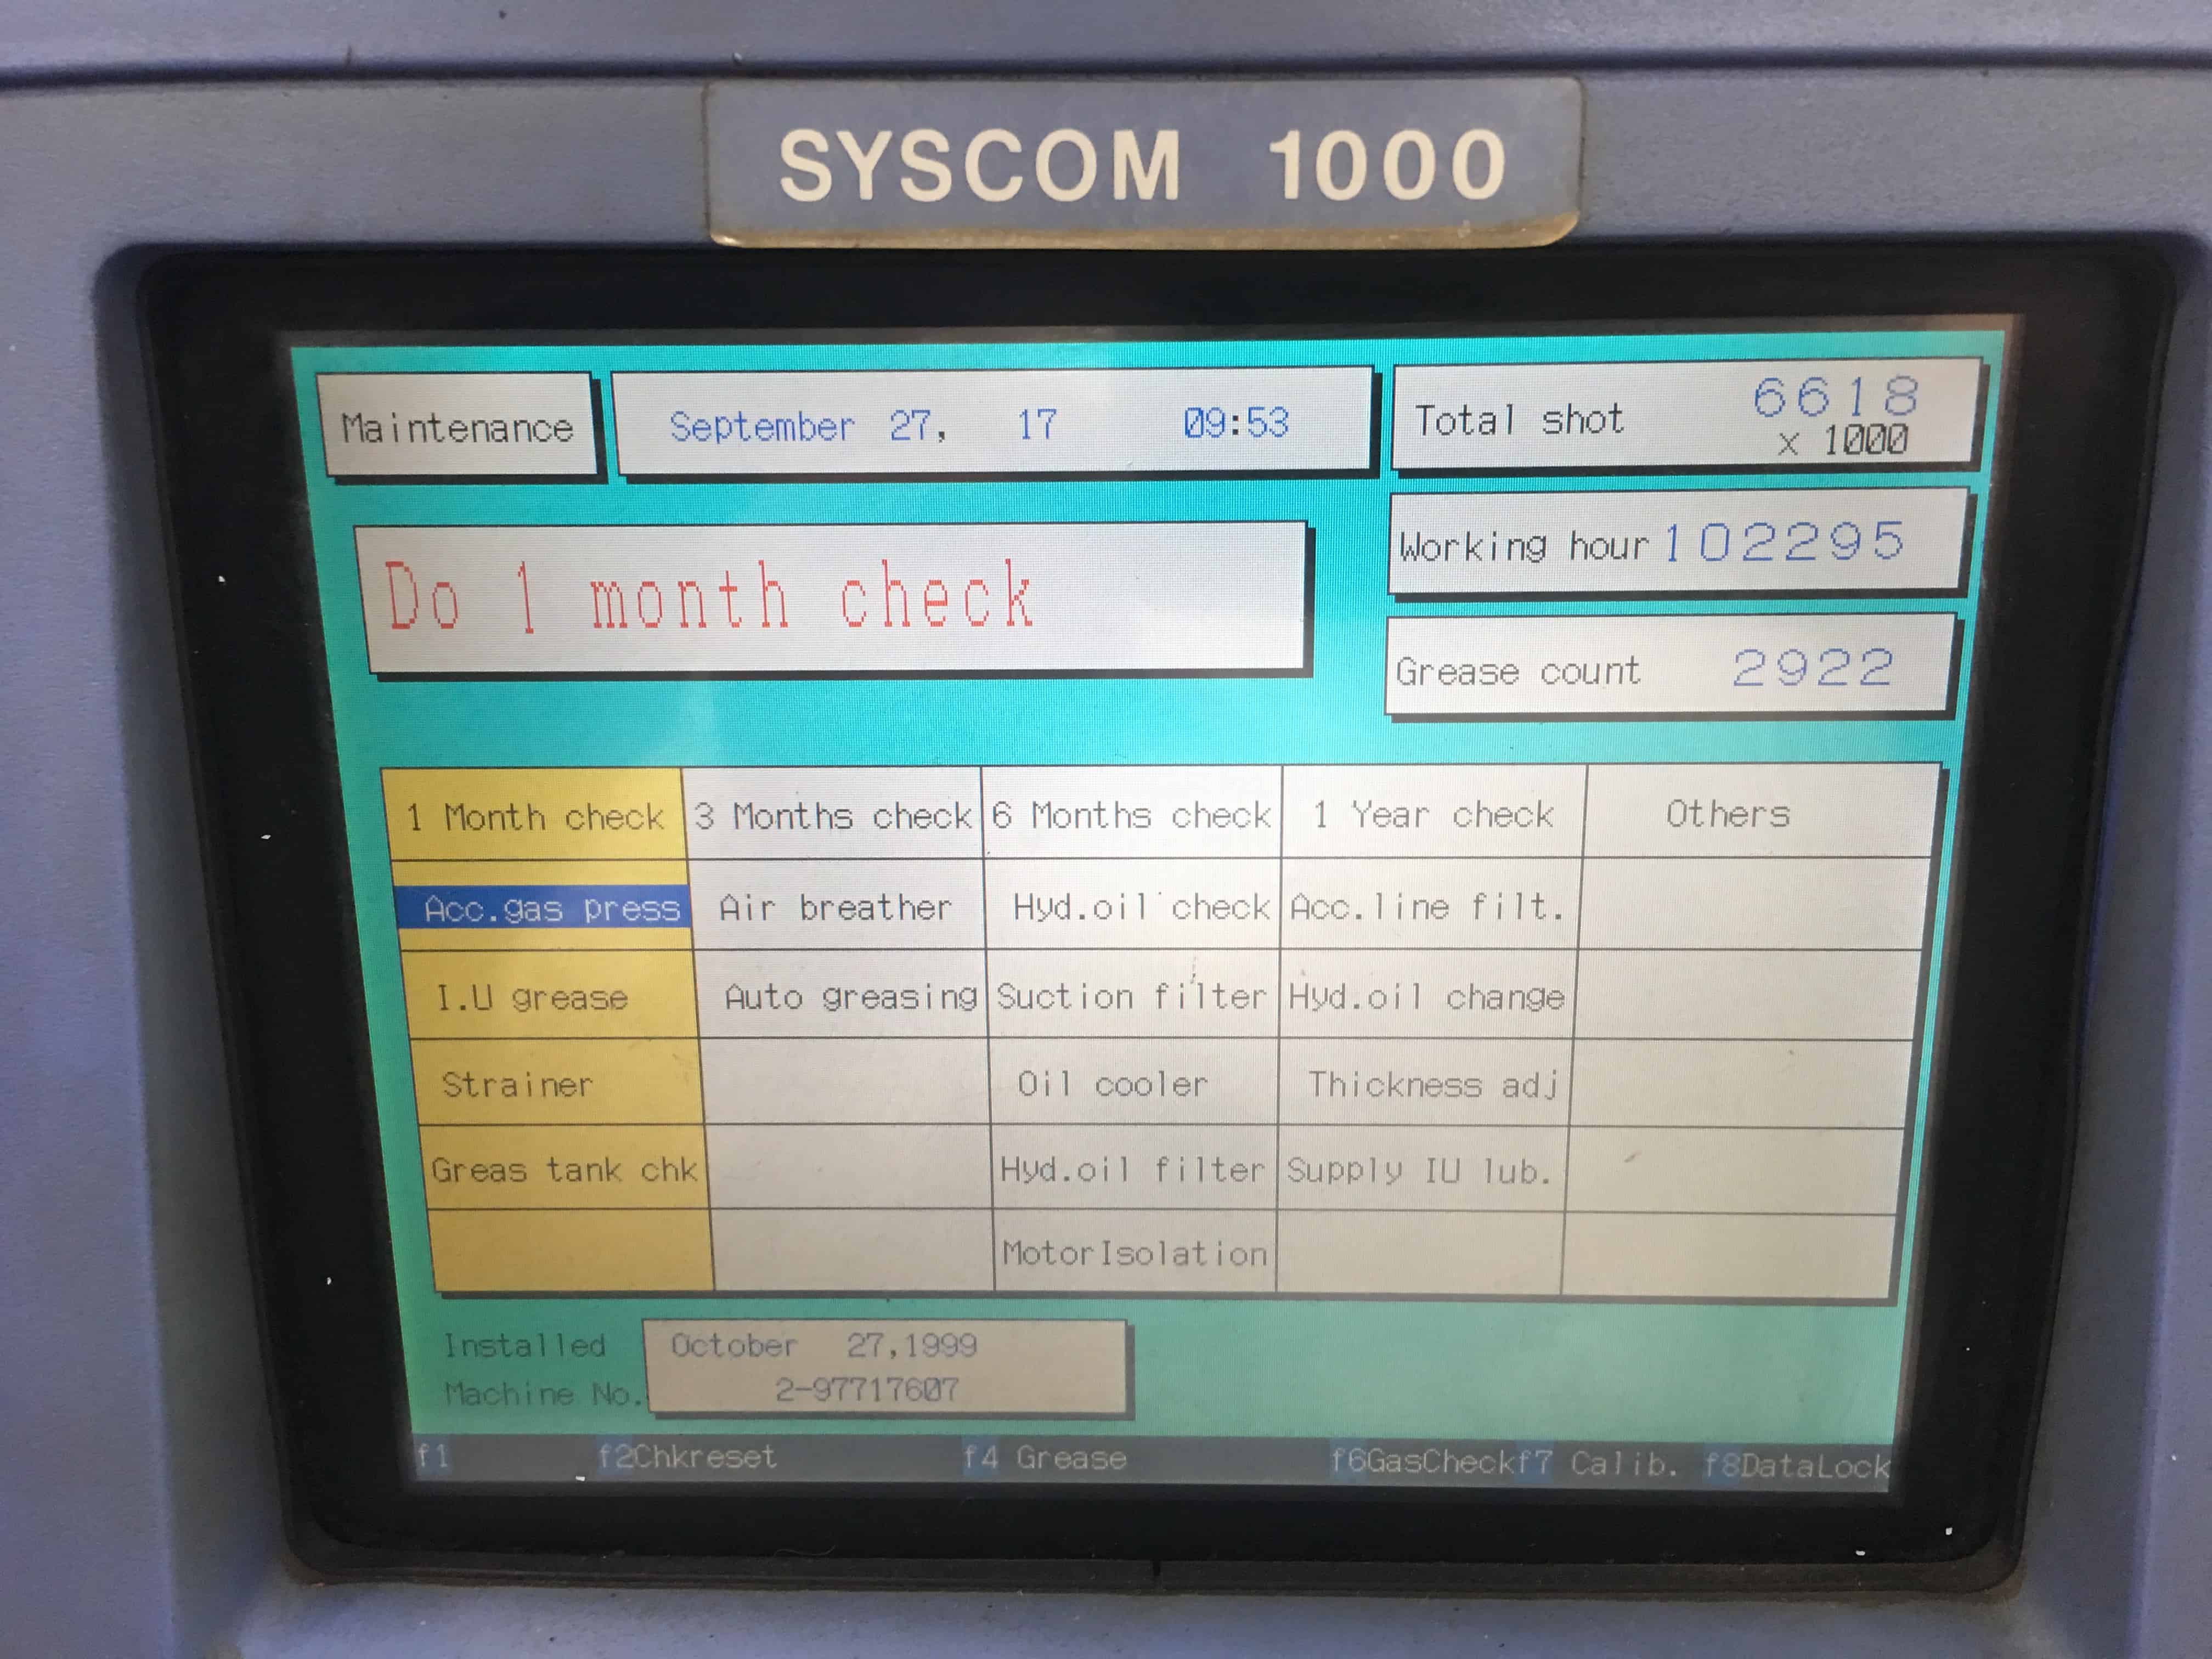 SYSCOM 1000
Maintenance
September 27, 17 09:53
Total shot 6618
x 1000
Do 1 month check
Working hour 102295
Grease count 2922
1 Month check 3 Months check 6 Months check 1 Year check Others
Acc.gas press Air breather Hyd.oil check Acc.line filt.
I.U grease Auto greasing Suction filter Hyd.oil change
Strainer Oil cooler Thickness adj
Greas tank chk Hyd.oil filter Supply IU lub.
MotorIsolation
Installed October 27,1999
Machine No. 2-97717607
f1 f2Chkreset f4 Grease f6GasCheckf7 Calib. f8DataLock